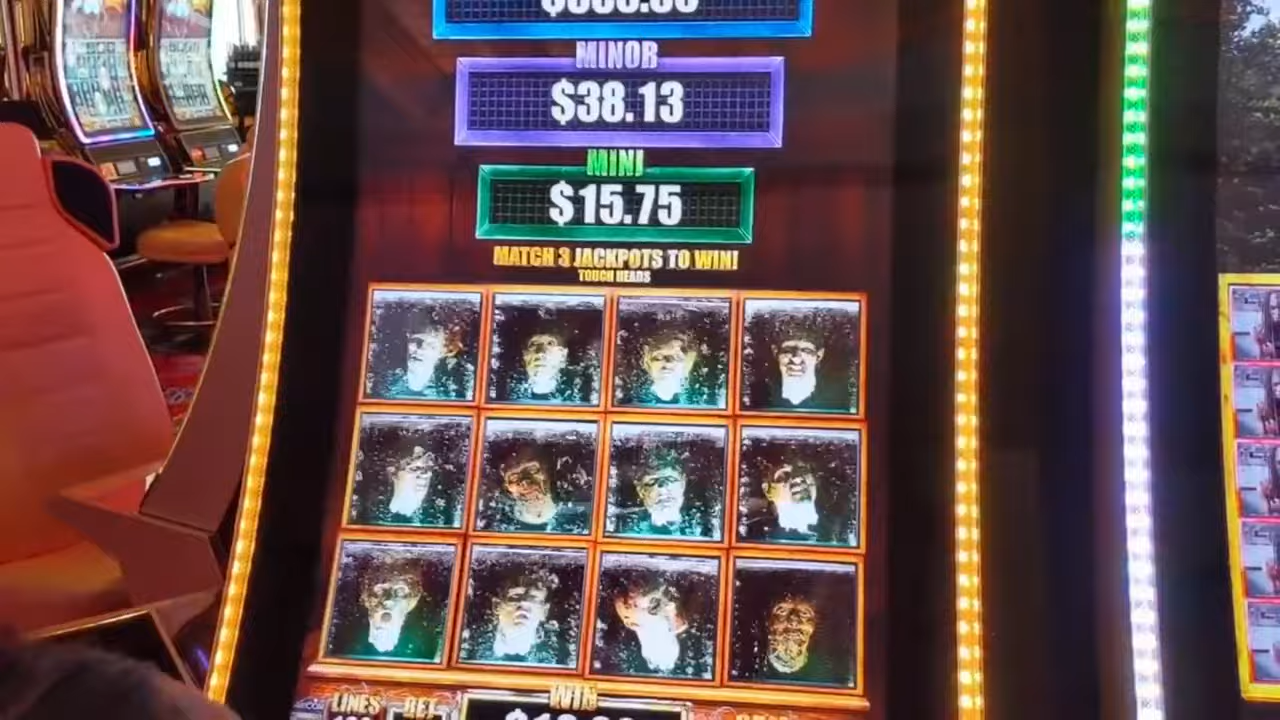 MINOR
$38.13
MINI
$15.75
MATCH 3 JACKPOTS TO WIN!
TOUCH HEADS
LINES
BET
WIN